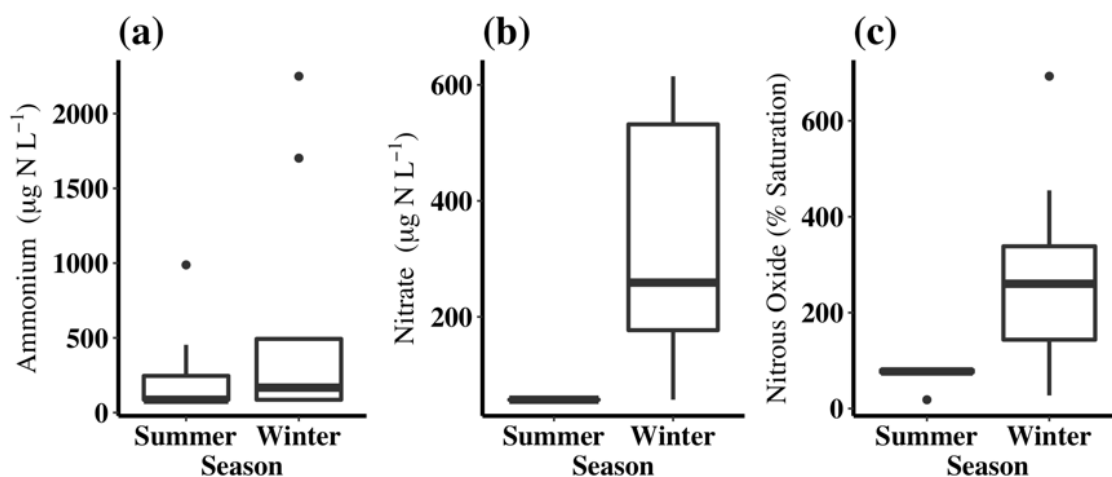 (a)
Ammonium (µg N L⁻¹)
2000
1500
1000
500
0
Summer Winter
Season
(b)
Nitrate (µg N L⁻¹)
600
400
200
Summer Winter
Season
(c)
Nitrous Oxide (% Saturation)
600
400
200
0
Summer Winter
Season